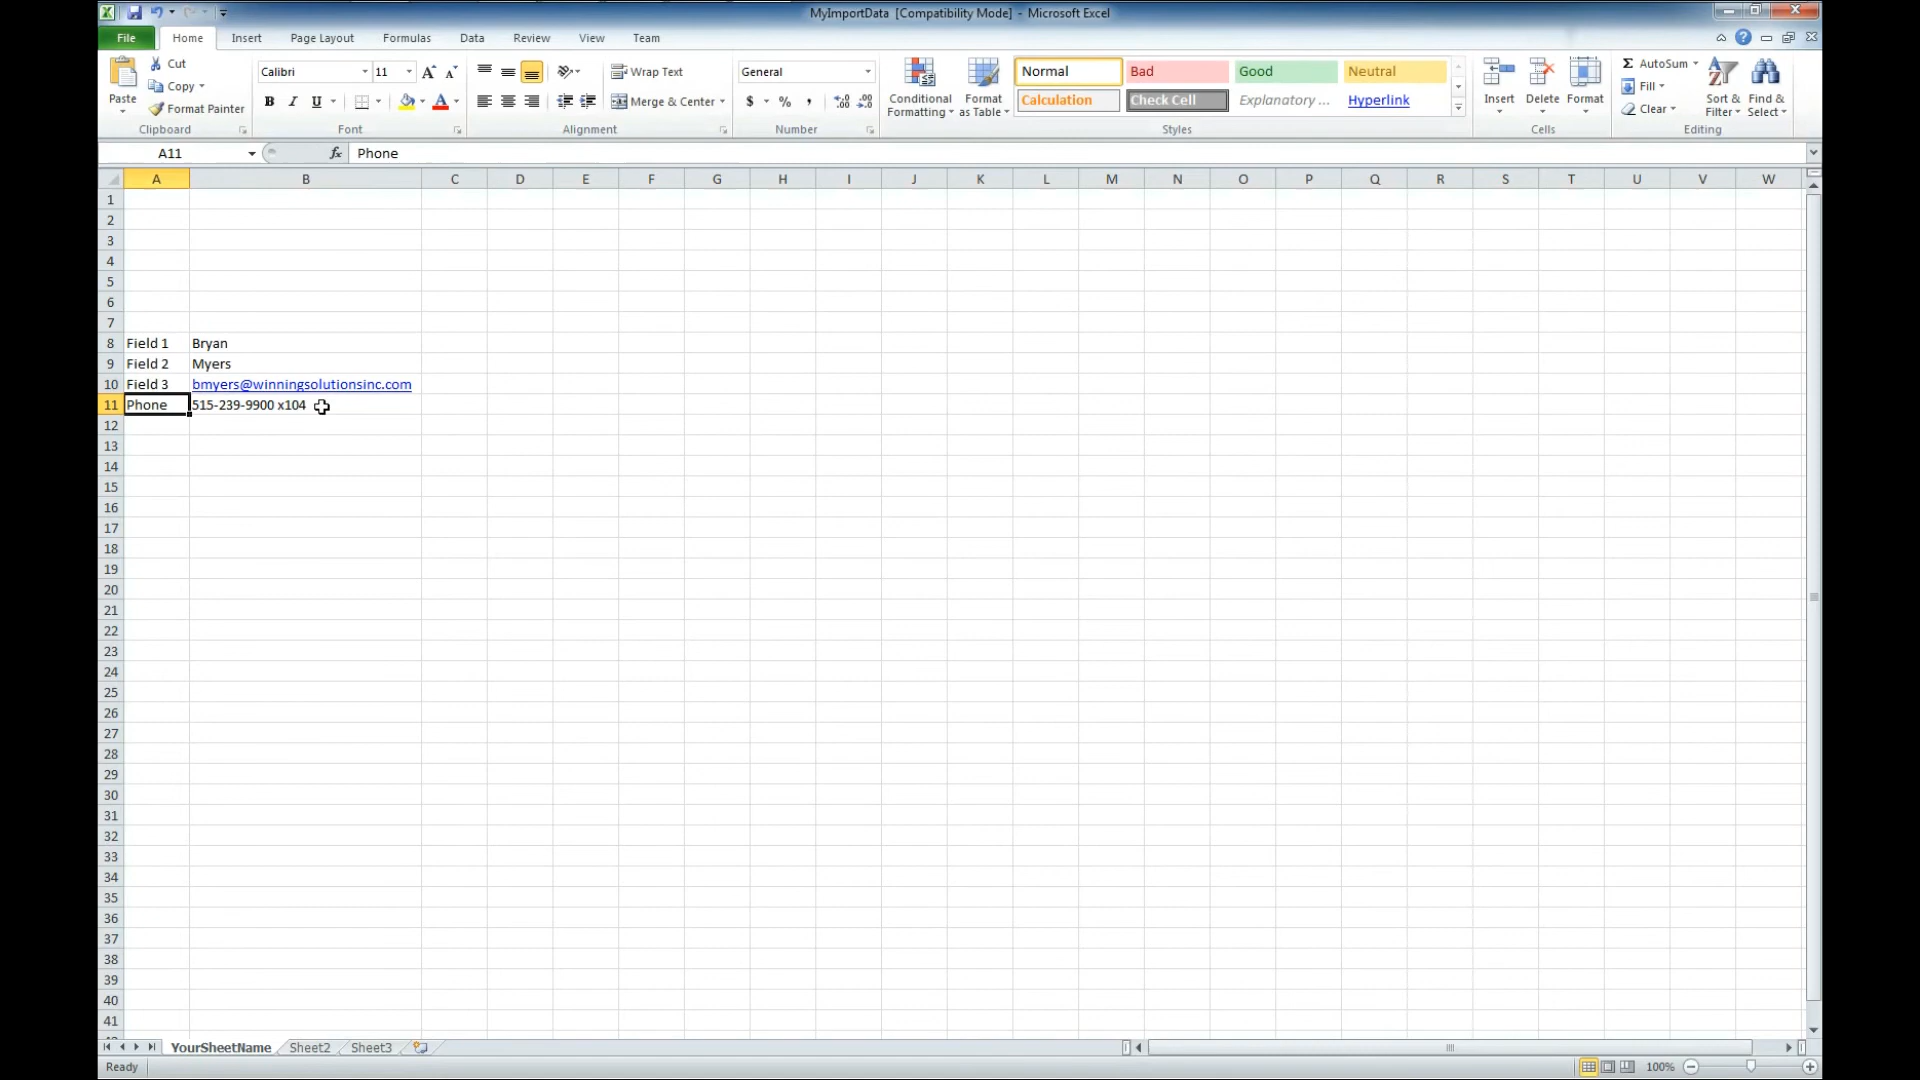 MyImportData [Compatibility Mode] - Microsoft Excel
File Home Insert Page Layout Formulas Data Review View Team
Paste
Cut
Copy
Format Painter
Clipboard
Calibri 11
B I U
Font
Wrap Text
Merge & Center
Alignment
General
$ % ,
Number
Conditional Formatting
Format as Table
Normal Bad Good Neutral
Calculation Check Cell Explanatory ... Hyperlink
Styles
Insert Delete Format
Cells
Σ AutoSum
Fill
Clear
Sort & Filter
Find & Select
Editing
A11 fx Phone
A B C D E F G H I J K L M N O P Q R S T U V W
1
2
3
4
5
6
7
8 Field 1 Bryan
9 Field 2 Myers
10 Field 3 bmyers@winningsolutionsinc.com
11 Phone 515-239-9900 x104
12
13
14
15
16
17
18
19
20
21
22
23
24
25
26
27
28
29
30
31
32
33
34
35
36
37
38
39
40
41
YourSheetName Sheet2 Sheet3
Ready 100%